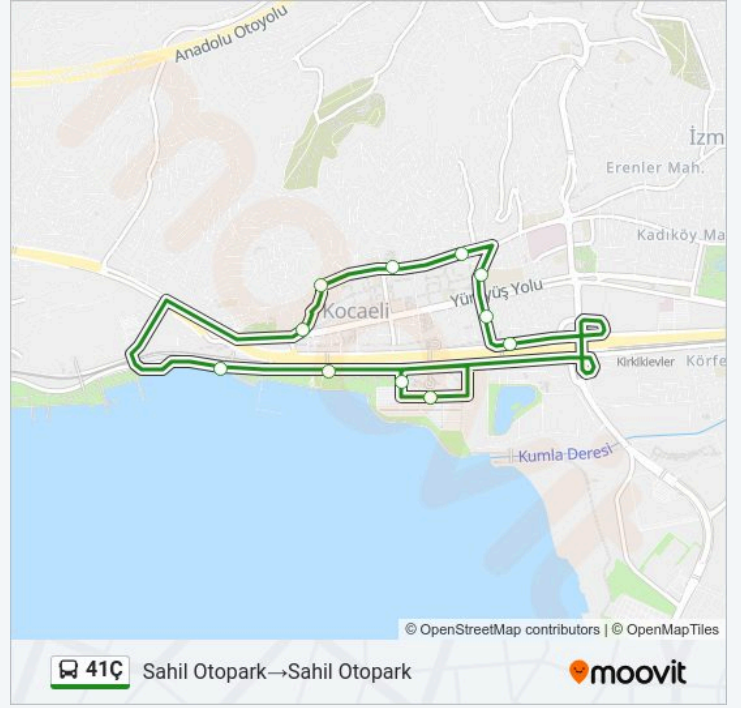 Anadolu Otoyolu
İzm
Erenler Mah.
Kadıköy Ma
Yürüyüş Yolu
Kocaeli
Kirkikievler
Körfe
Kumla Deresi
© OpenStreetMap contributors | © OpenMapTiles
41Ç Sahil Otopark→Sahil Otopark
moovit